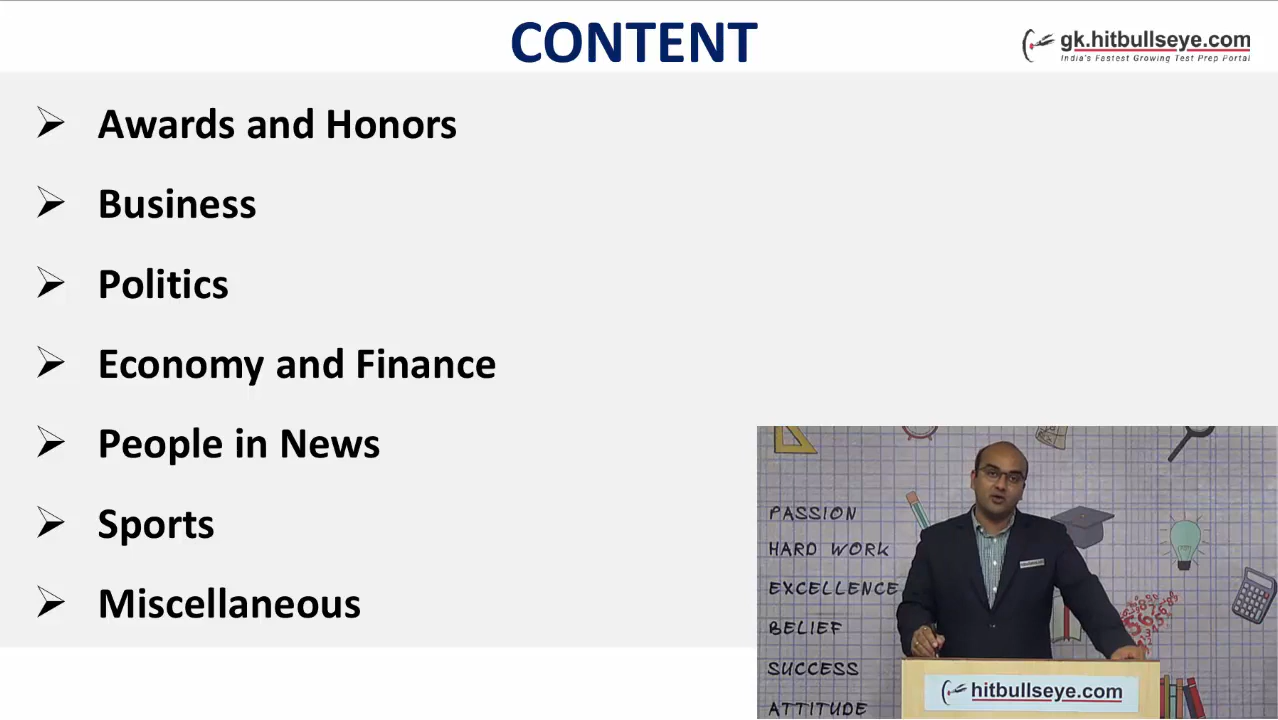 CONTENT
gk.hitbullseye.com
India's Fastest Growing Test Prep Portal
➢ Awards and Honors
➢ Business
➢ Politics
➢ Economy and Finance
➢ People in News
➢ Sports
➢ Miscellaneous
PASSION
HARD WORK
EXCELLENCE
BELIEF
SUCCESS
ATTITUDE
hitbullseye.com